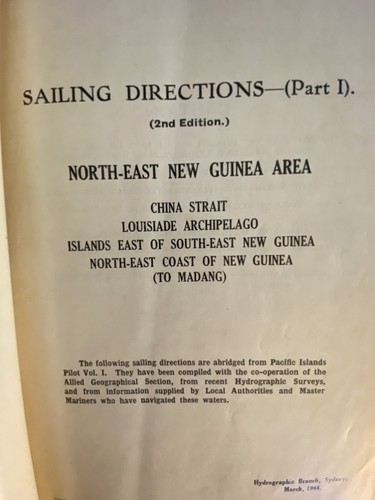 SAILING DIRECTIONS—(Part I).
(2nd Edition.)
NORTH-EAST NEW GUINEA AREA
CHINA STRAIT
LOUISIADE ARCHIPELAGO
ISLANDS EAST OF SOUTH-EAST NEW GUINEA
NORTH-EAST COAST OF NEW GUINEA
(TO MADANG)
The following sailing directions are abridged from Pacific Islands
Pilot Vol. I. They have been compiled with the co-operation of the
Allied Geographical Section, from recent Hydrographic Surveys,
and from information supplied by Local Authorities and Master
Mariners who have navigated these waters.
Hydrographic Branch, Sydney,
March, 1944.